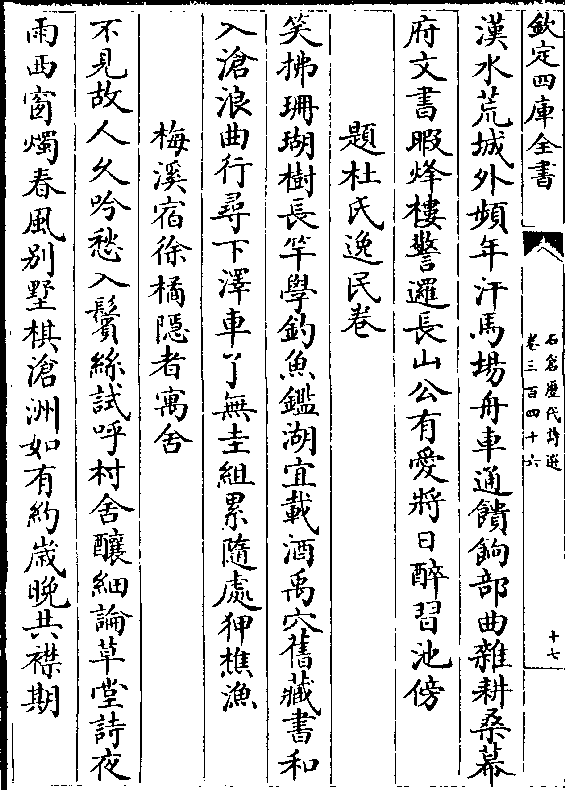 欽定四庫全書
石倉歷代詩選
卷三百四十六
十七
漢水荒城外頻年汗馬場舟車通饋餉部曲雜耕桑幕
府文書暇烽樓警邏長山公有愛將日醉習池傍
題杜氏逸民卷
笑拂珊瑚樹長竿學釣魚鑑湖宜載酒禹穴舊藏書和
入滄浪曲行尋下澤車了無圭組累隨處狎樵漁
梅溪宿徐橘隱者寓舍
不見故人久吟愁入鬢絲試呼村舍釀細論草堂詩夜
雨西窗燭春風别墅棋滄洲如有約歲晚共襟期